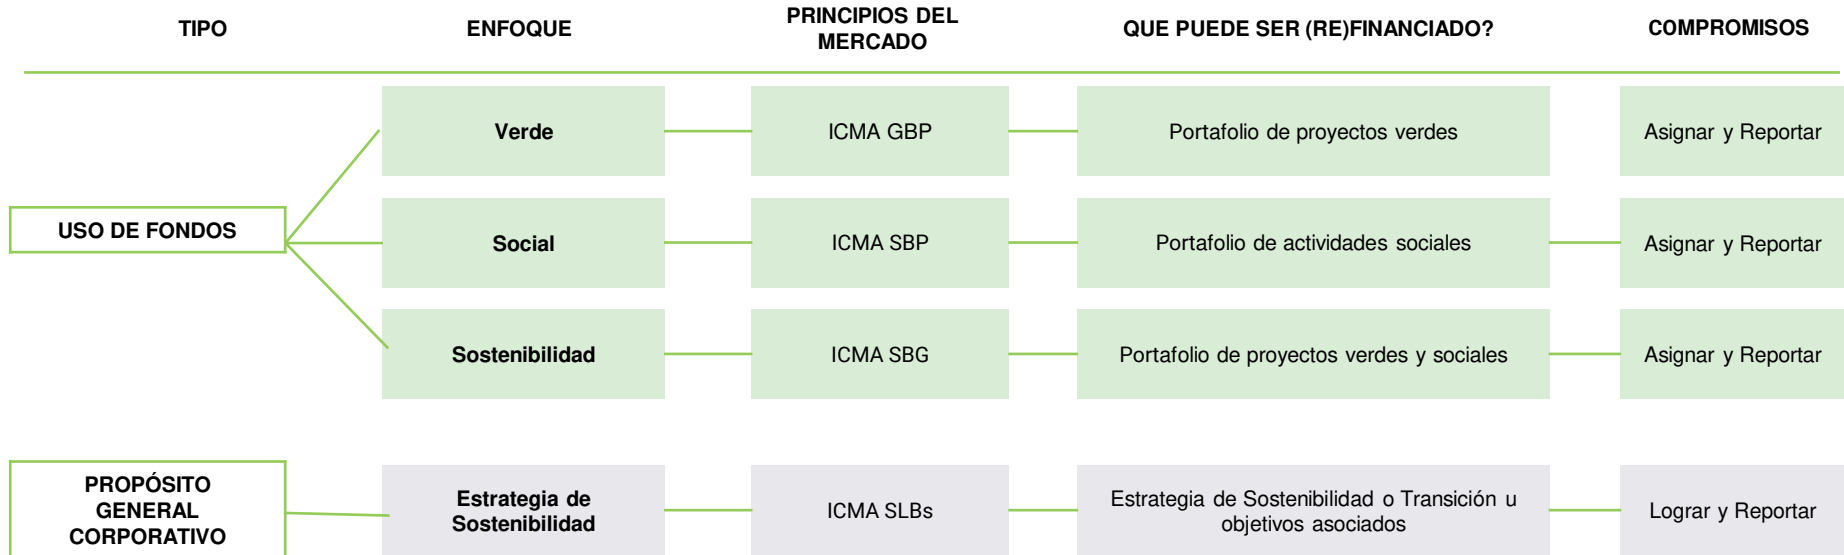 TIPO
ENFOQUE
PRINCIPIOS DEL
MERCADO
QUE PUEDE SER (RE)FINANCIADO?
COMPROMISOS
USO DE FONDOS
Verde
ICMA GBP
Portafolio de proyectos verdes
Asignar y Reportar
Social
ICMA SBP
Portafolio de actividades sociales
Asignar y Reportar
Sostenibilidad
ICMA SBG
Portafolio de proyectos verdes y sociales
Asignar y Reportar
PROPÓSITO
GENERAL
CORPORATIVO
Estrategia de
Sostenibilidad
ICMA SLBs
Estrategia de Sostenibilidad o Transición u
objetivos asociados
Lograr y Reportar